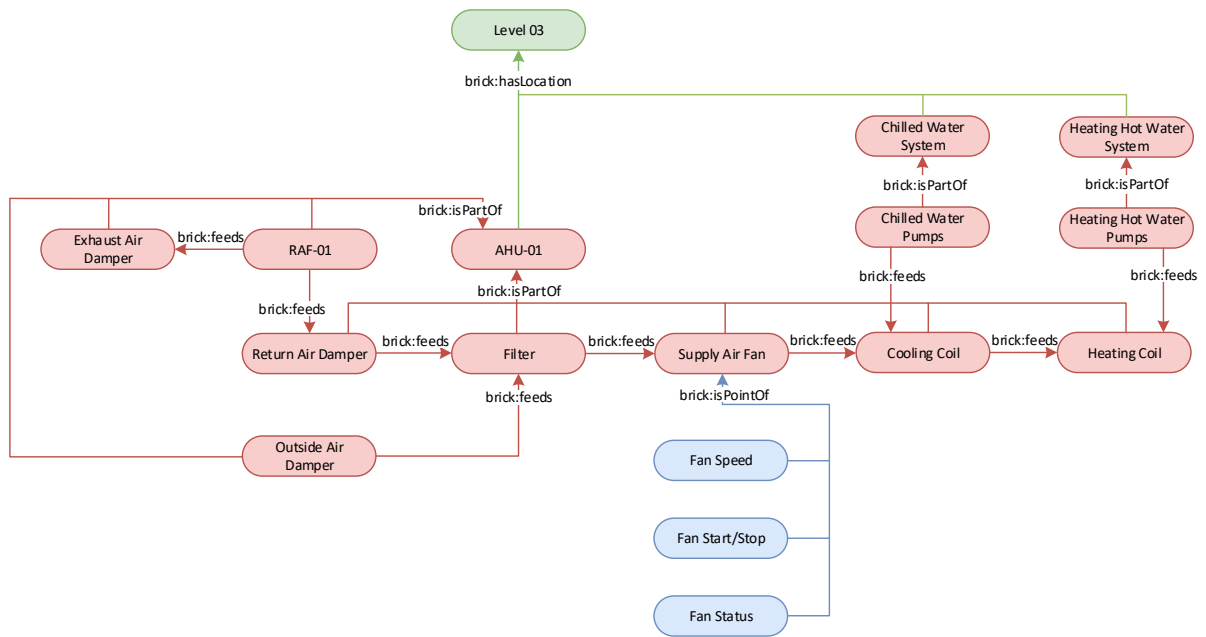 Level 03
brick:hasLocation
Chilled Water
System
Heating Hot Water
System
brick:isPartOf
brick:isPartOf
brick:isPartOf
Exhaust Air
Damper
brick:feeds
RAF-01
AHU-01
Chilled Water
Pumps
Heating Hot Water
Pumps
brick:feeds
brick:isPartOf
brick:feeds
brick:feeds
Return Air Damper
brick:feeds
Filter
brick:feeds
Supply Air Fan
brick:feeds
Cooling Coil
brick:feeds
Heating Coil
brick:feeds
brick:isPointOf
Outside Air
Damper
Fan Speed
Fan Start/Stop
Fan Status